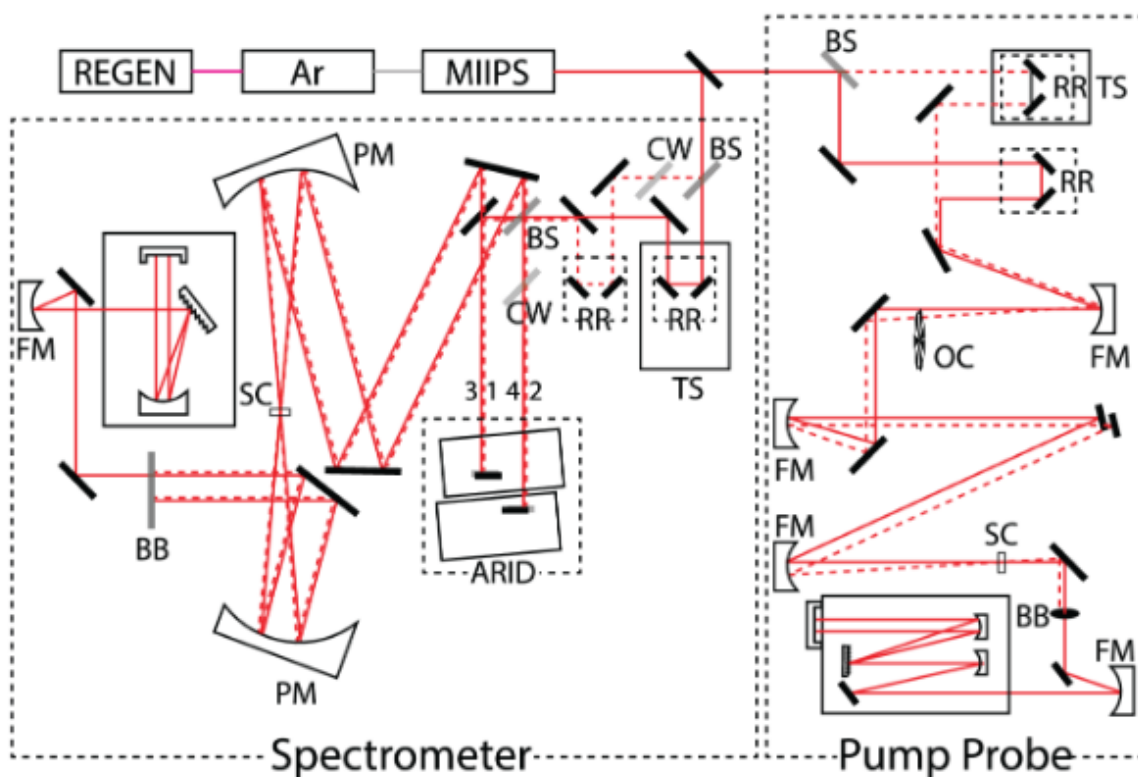 REGEN
Ar
MIIPS
BS
RR
TS
RR
PM
CW
BS
BS
CW
RR
RR
TS
FM
SC
3 1 4 2
BB
ARID
PM
OC
FM
FM
FM
SC
BB
FM
Spectrometer
Pump Probe